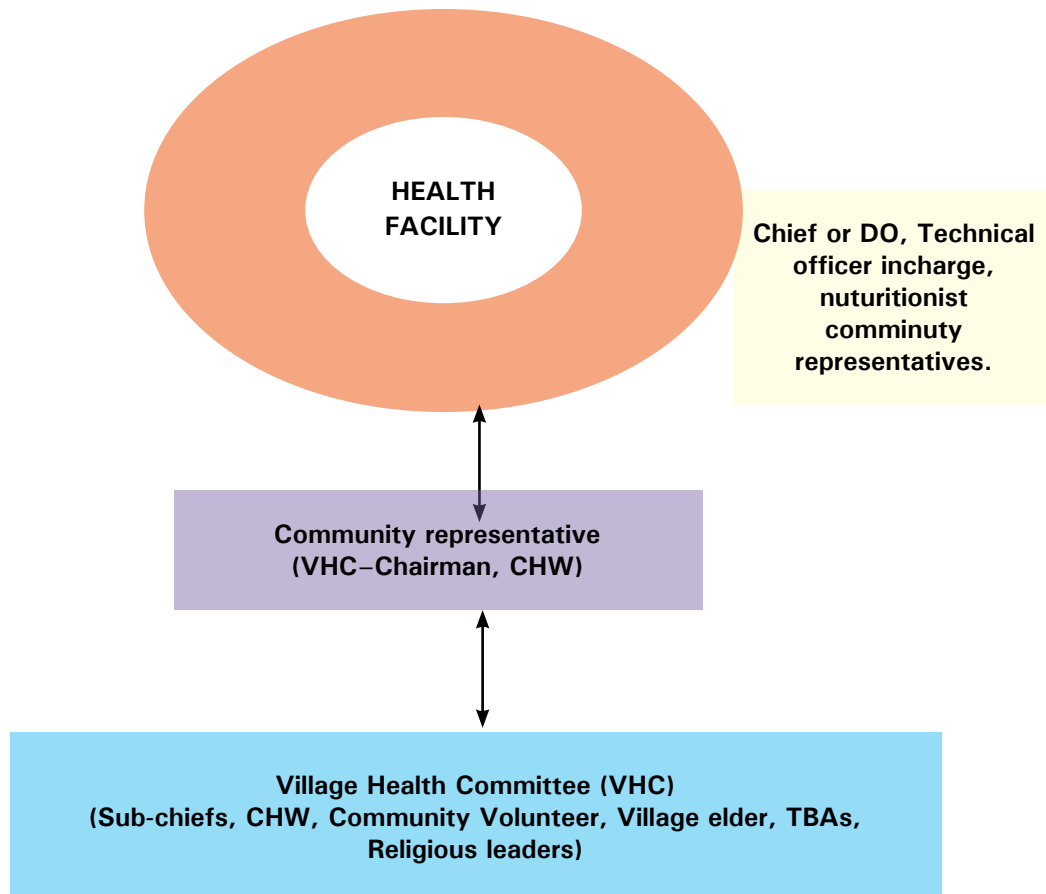 HEALTH
FACILITY
Chief or DO, Technical
officer incharge,
nuturitionist
comminuty
representatives.
Community representative
(VHC–Chairman, CHW)
Village Health Committee (VHC)
(Sub-chiefs, CHW, Community Volunteer, Village elder, TBAs,
Religious leaders)